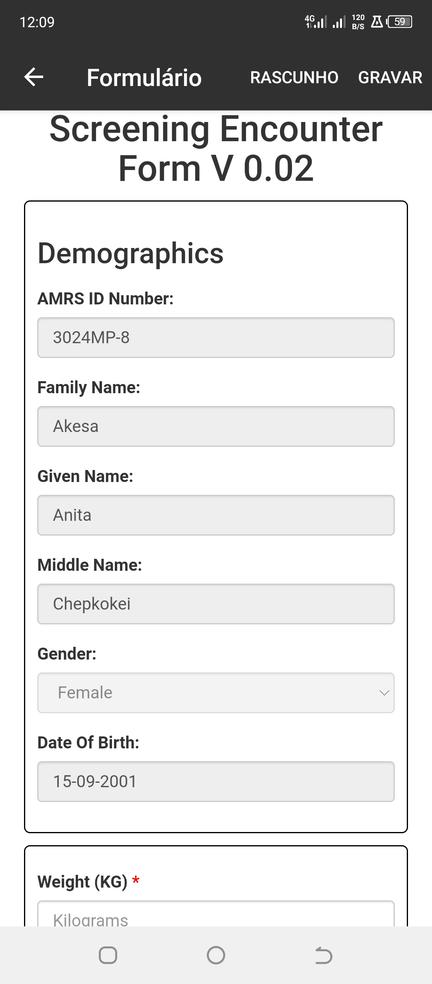 12:09
4G
120 B/S
59
Formulário
RASCUNHO
GRAVAR
Screening Encounter
Form V 0.02
Demographics
AMRS ID Number:
3024MP-8
Family Name:
Akesa
Given Name:
Anita
Middle Name:
Chepkokei
Gender:
Female
Date Of Birth:
15-09-2001
Weight (KG) *
Kilograms